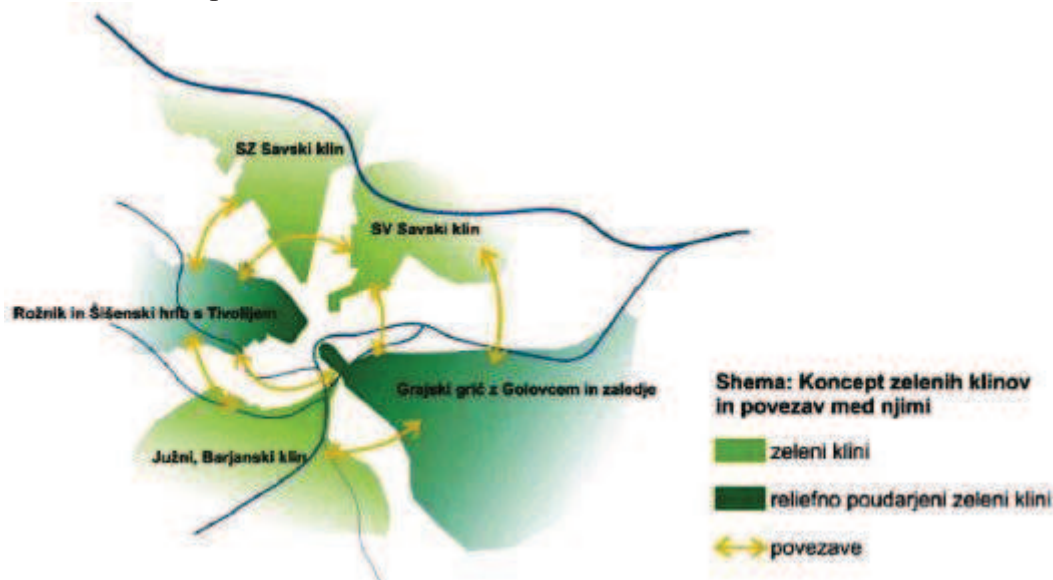 SZ Savski klin
SV Savski klin
Rožnik in Šišenski hrib s Tivolijem
Grajski grič z Golovcem in zaledje
Južni, Barjanski klin
Shema: Koncept zelenih klinov
in povezav med njimi
zeleni klini
reliefno poudarjeni zeleni klini
povezave